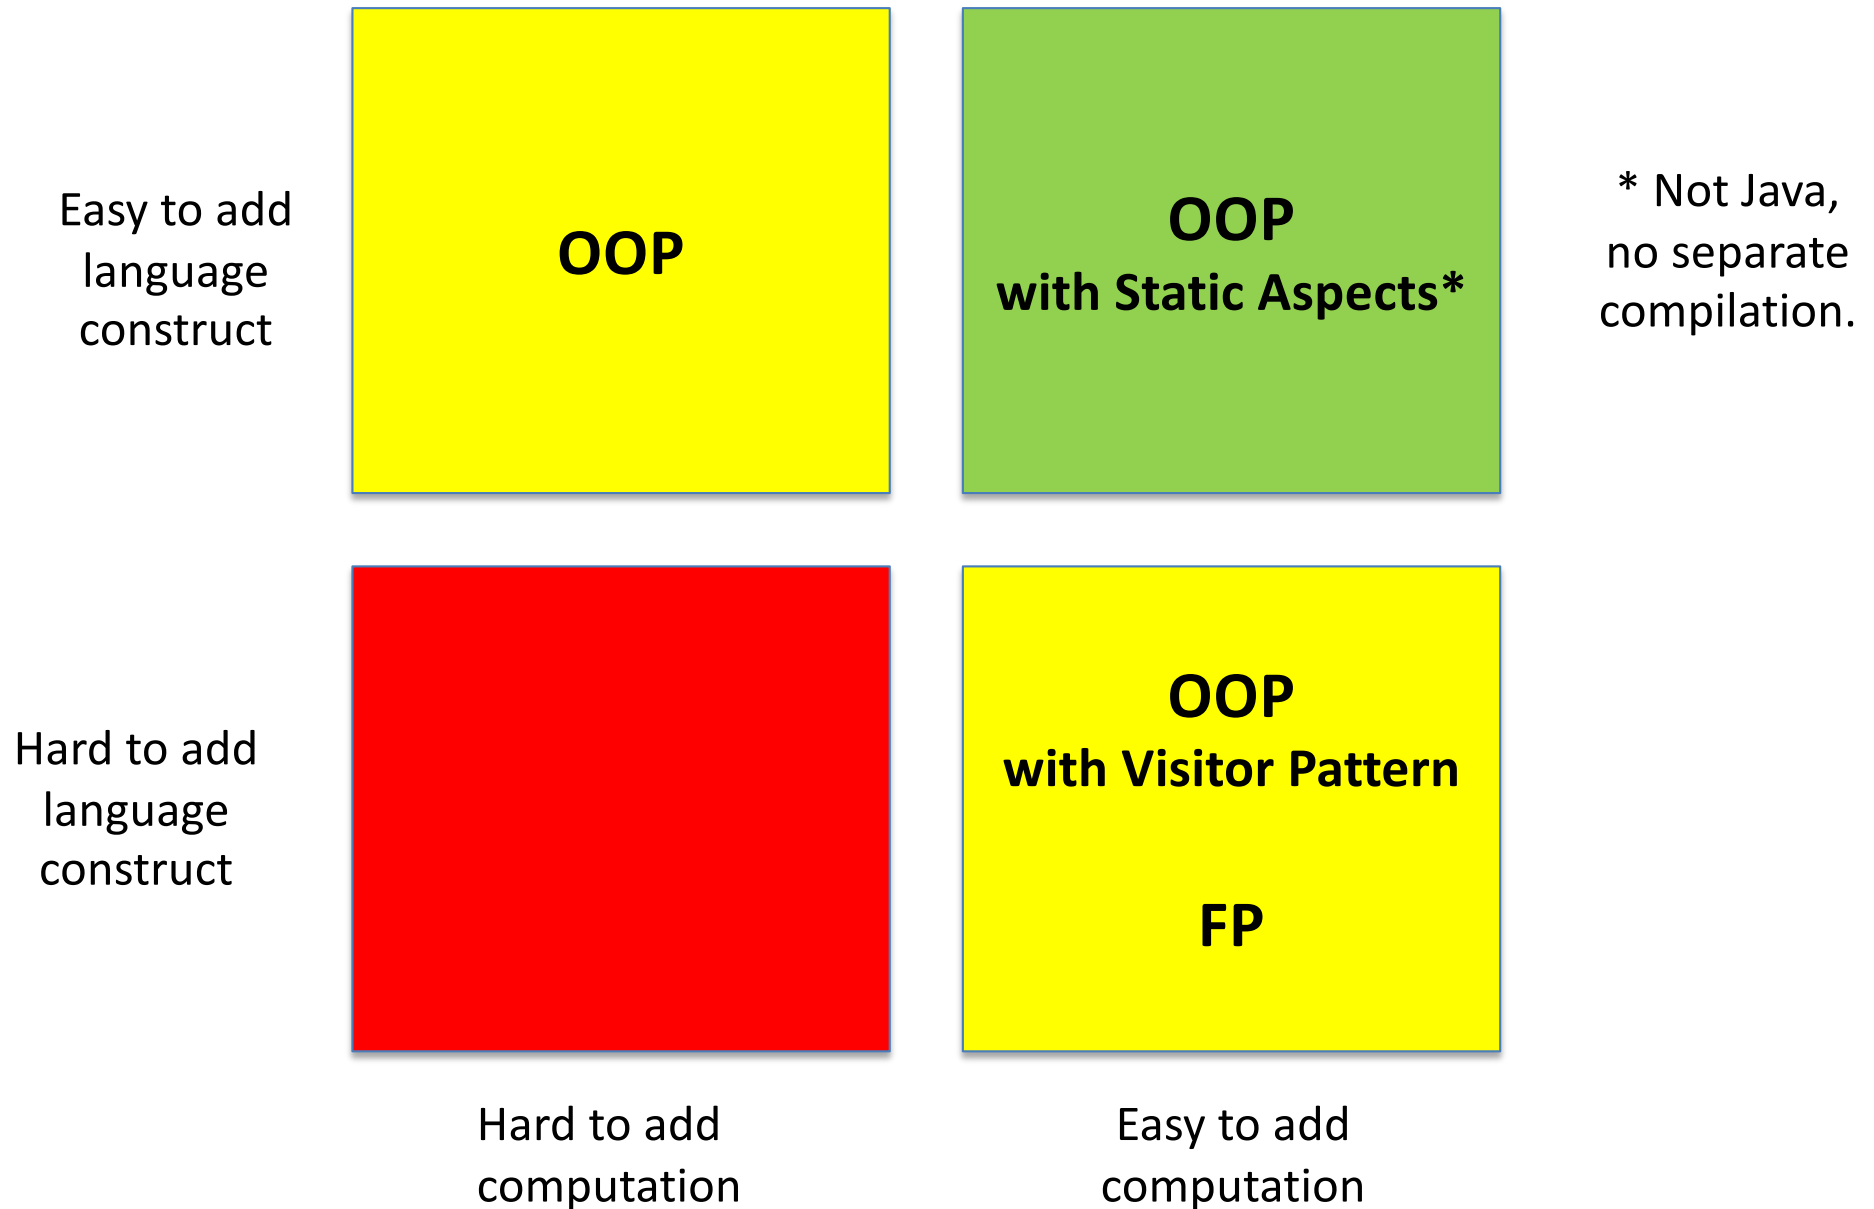 Easy to add
language
construct
OOP
OOP
with Static Aspects*
* Not Java,
no separate
compilation.
Hard to add
language
construct
OOP
with Visitor Pattern
FP
Hard to add
computation
Easy to add
computation